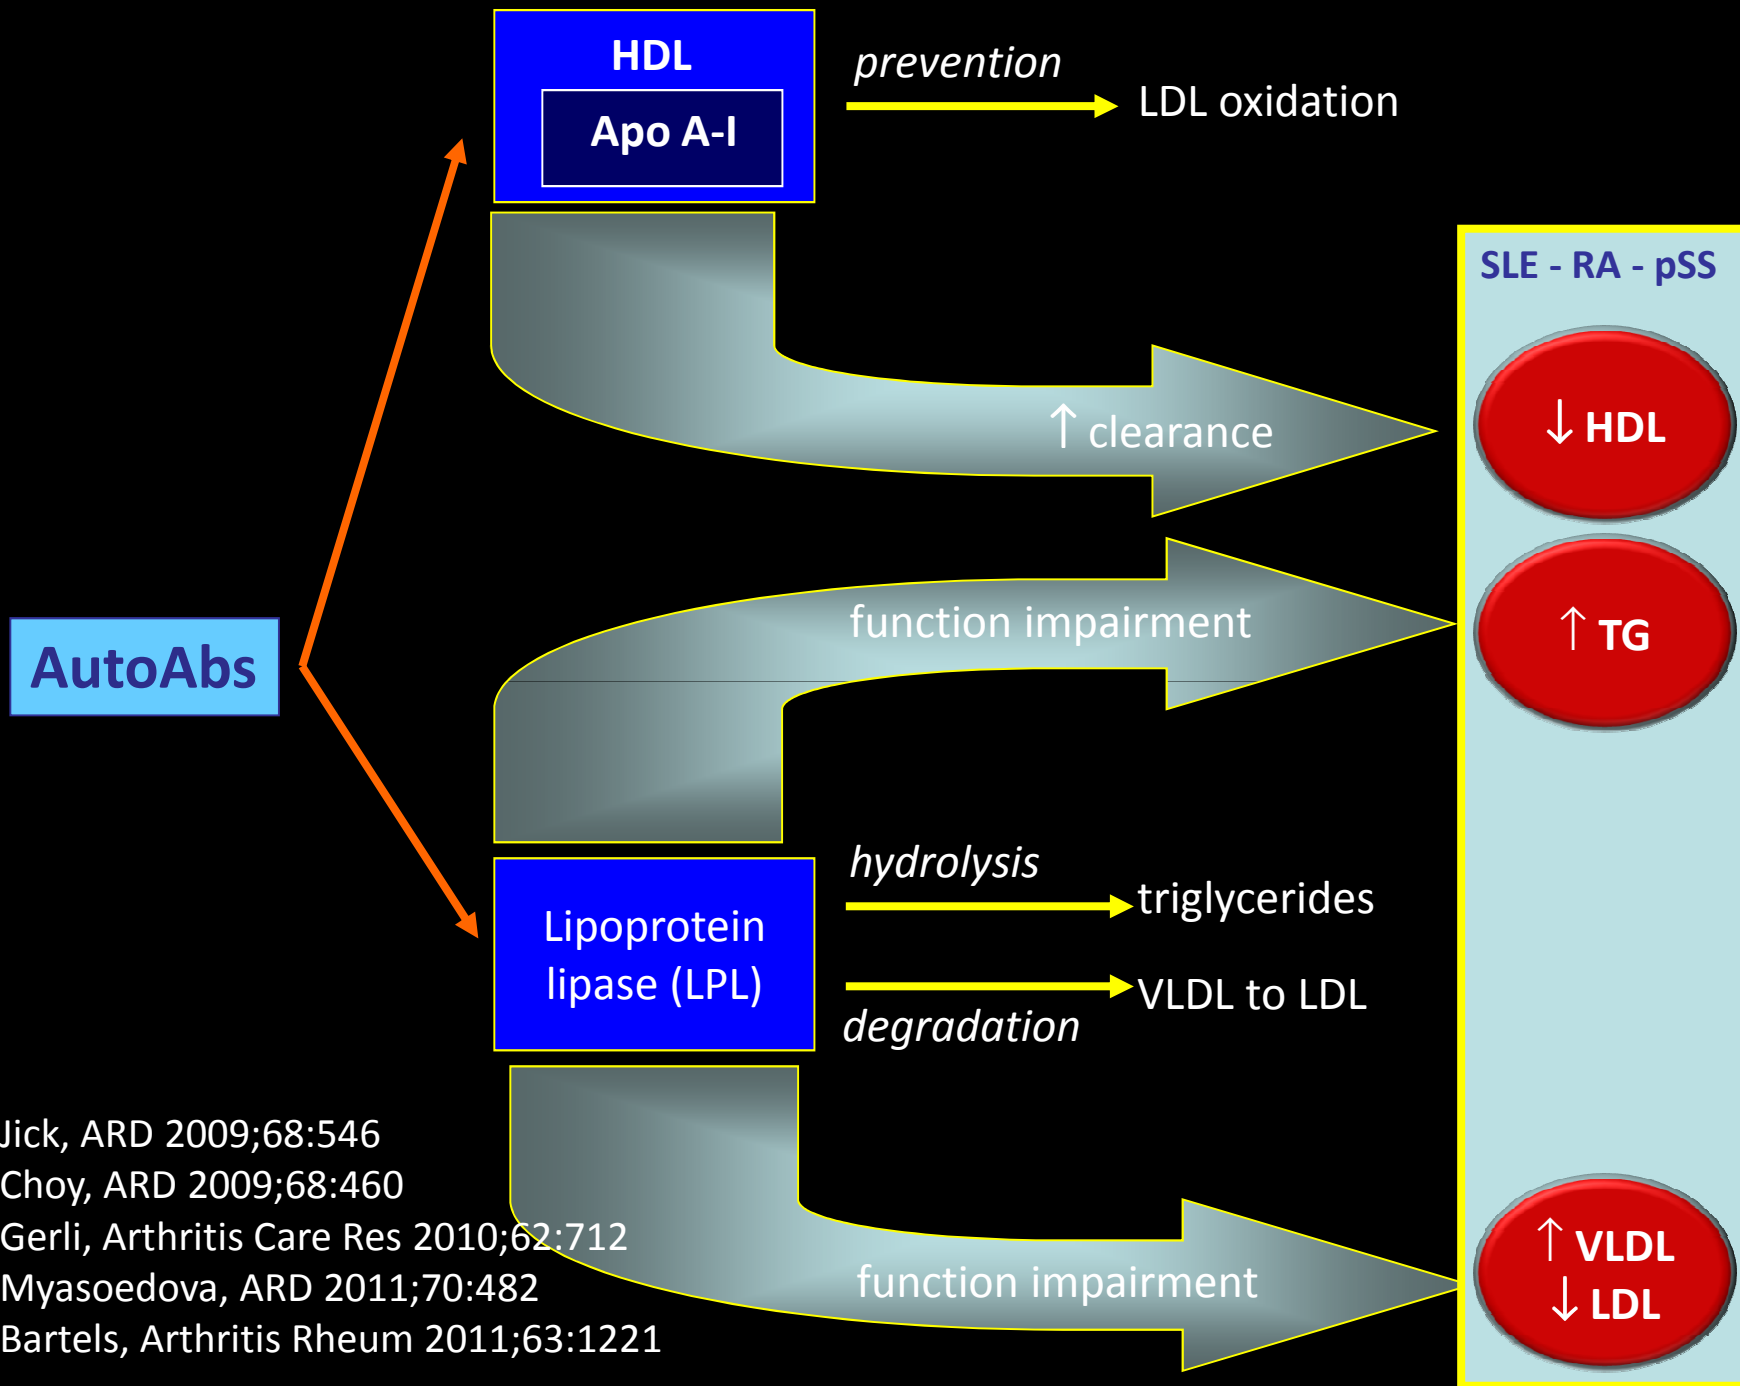 HDL
Apo A-I
prevention
LDL oxidation
SLE - RA - pSS
↑ clearance
↓ HDL
function impairment
↑ TG
AutoAbs
hydrolysis
triglycerides
Lipoprotein
lipase (LPL)
VLDL to LDL
degradation
Jick, ARD 2009;68:546
Choy, ARD 2009;68:460
Gerli, Arthritis Care Res 2010;62:712
Myasoedova, ARD 2011;70:482
Bartels, Arthritis Rheum 2011;63:1221
function impairment
↑ VLDL
↓ LDL